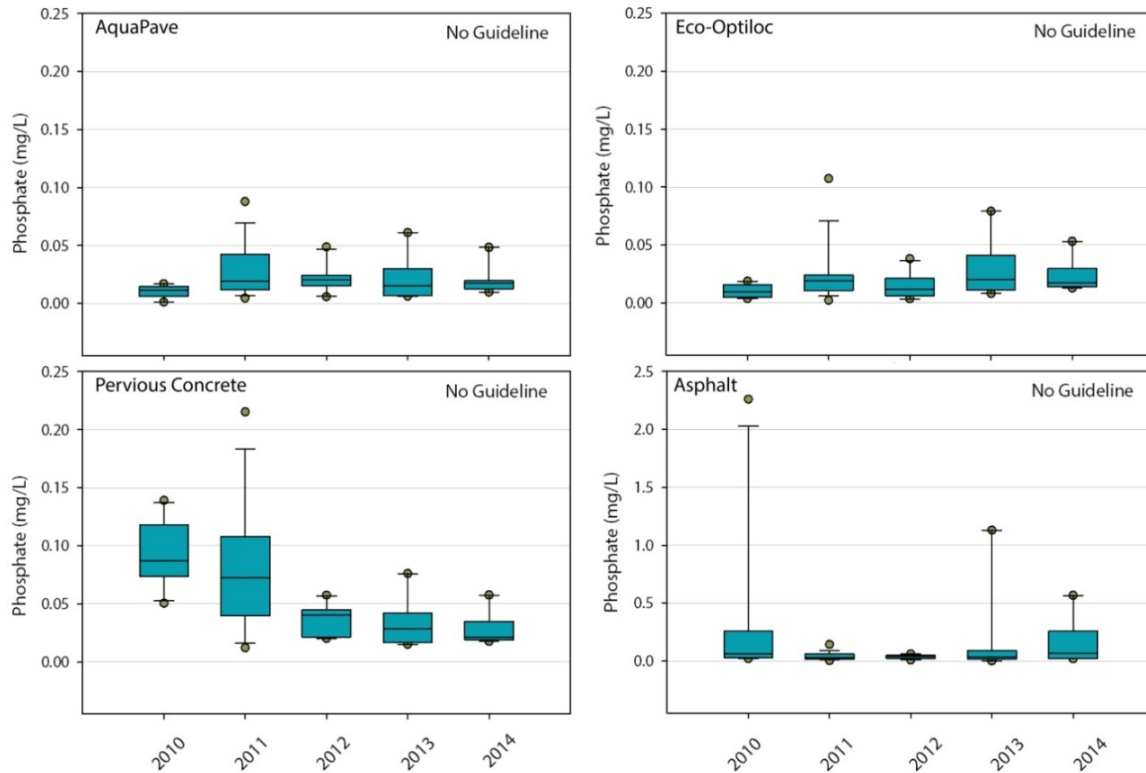 AquaPave
No Guideline
Phosphate (mg/L)
0.25
0.20
0.15
0.10
0.05
0.00
Eco-Optiloc
No Guideline
Phosphate (mg/L)
0.25
0.20
0.15
0.10
0.05
0.00
Pervious Concrete
No Guideline
Phosphate (mg/L)
0.25
0.20
0.15
0.10
0.05
0.00
2010
2011
2012
2013
2014
Asphalt
No Guideline
Phosphate (mg/L)
2.5
2.0
1.5
1.0
0.5
0.0
2010
2011
2012
2013
2014